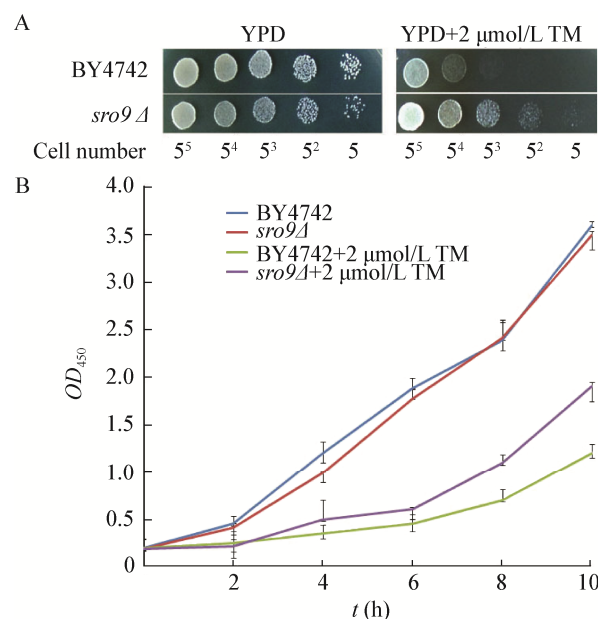 A
YPD
YPD+2 μmol/L TM
BY4742
sro9Δ
Cell number 5⁵ 5⁴ 5³ 5² 5 5⁵ 5⁴ 5³ 5² 5
B
4.0
3.5
3.0
2.5
2.0
1.5
1.0
0.5
0
OD₄₅₀
BY4742
sro9Δ
BY4742+2 μmol/L TM
sro9Δ+2 μmol/L TM
2 4 6 8 10
t (h)